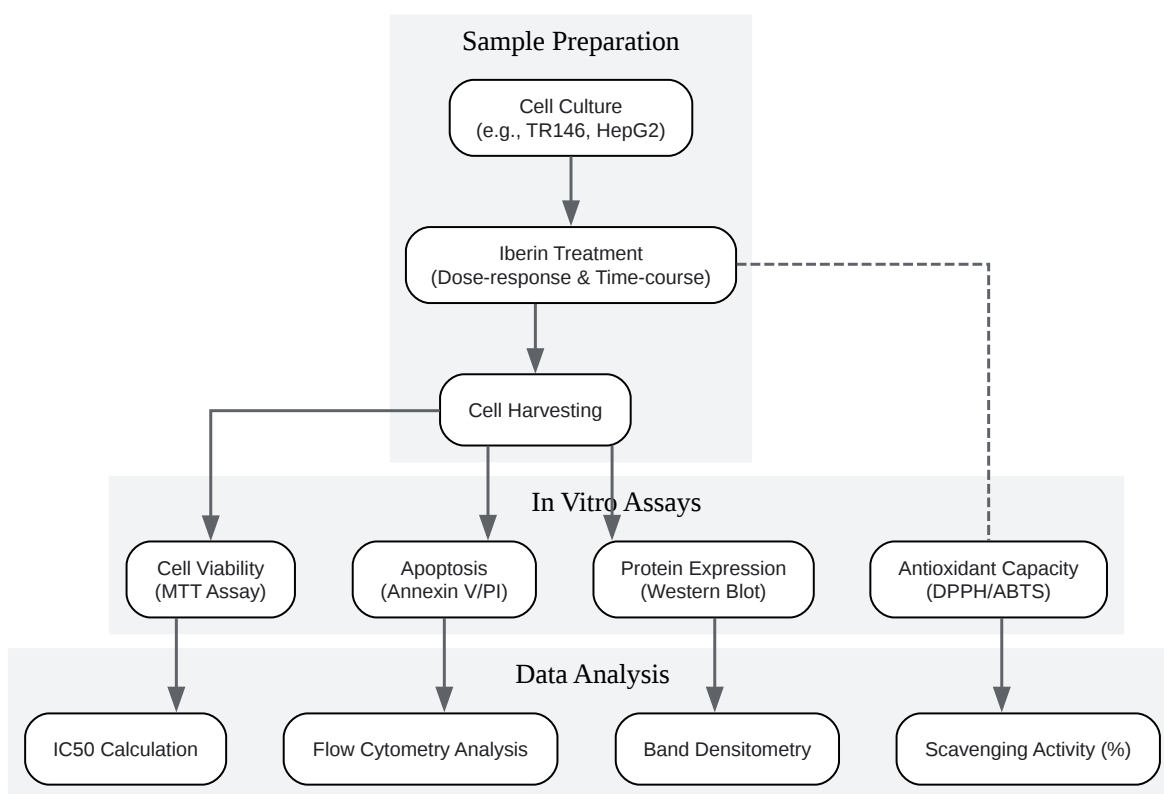 Sample Preparation
Cell Culture
(e.g., TR146, HepG2)
Iberin Treatment
(Dose-response & Time-course)
Cell Harvesting
In Vitro Assays
Cell Viability
(MTT Assay)
Apoptosis
(Annexin V/PI)
Protein Expression
(Western Blot)
Antioxidant Capacity
(DPPH/ABTS)
Data Analysis
IC50 Calculation
Flow Cytometry Analysis
Band Densitometry
Scavenging Activity (%)